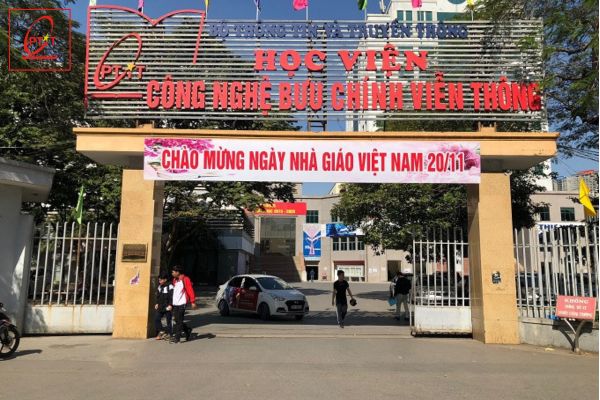 PTIT
BỘ THÔNG TIN VÀ TRUYỀN THÔNG
HỌC VIỆN
PTIT
CÔNG NGHỆ BƯU CHÍNH VIỄN THÔNG
CHÀO MỪNG NGÀY NHÀ GIÁO VIỆT NAM 20/11
KHÔNG